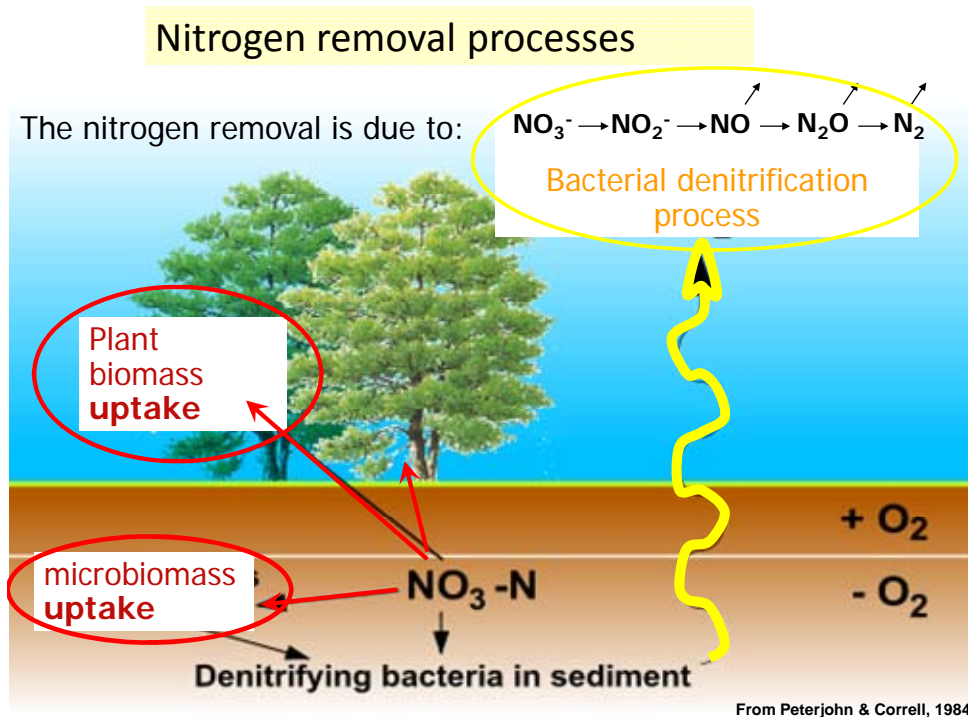 Nitrogen removal processes
The nitrogen removal is due to:
NO₃⁻ → NO₂⁻ → NO → N₂O → N₂
Bacterial denitrification
process
Plant
biomass
uptake
+ O₂
microbiomass
uptake
NO₃ -N
- O₂
Denitrifying bacteria in sediment
From Peterjohn & Correll, 1984